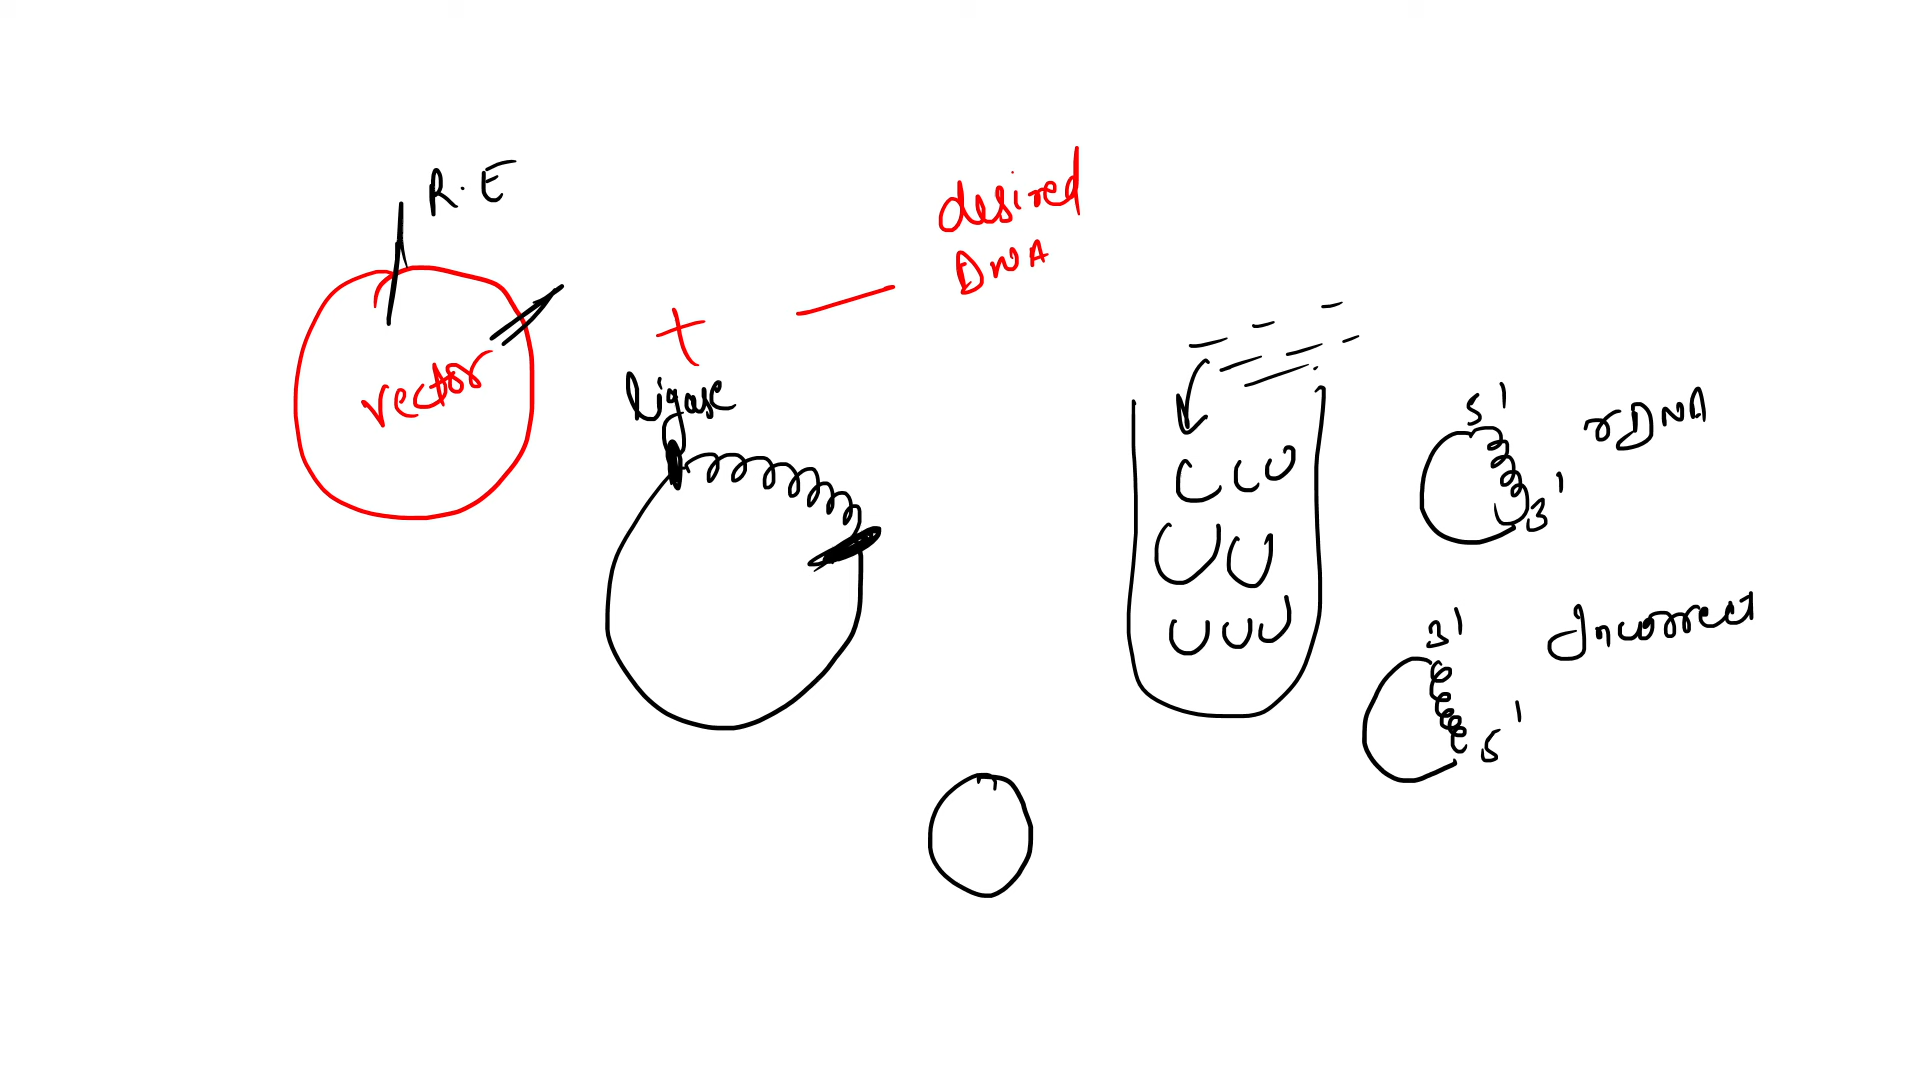 R.E
desired
DNA
vector
ligase
5'
rDNA
3'
3'
Incorrect
5'